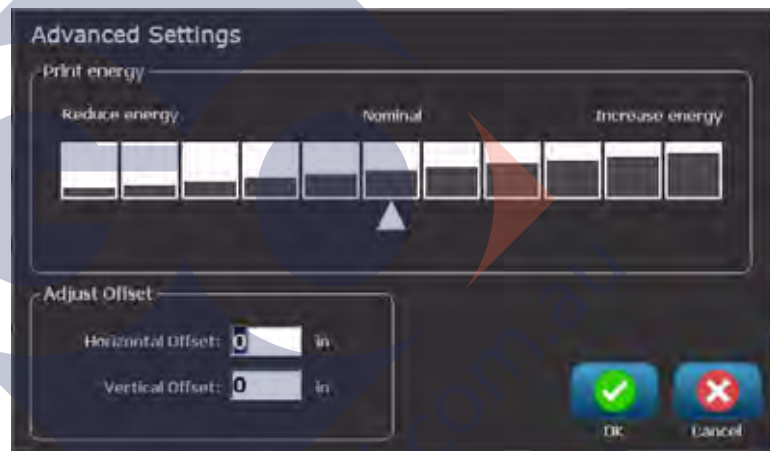 Advanced Settings
Print energy
Reduce energy Nominal Increase energy
Adjust Offset
Horizontal Offset: 0 in
Vertical Offset: 0 in
OK Cancel